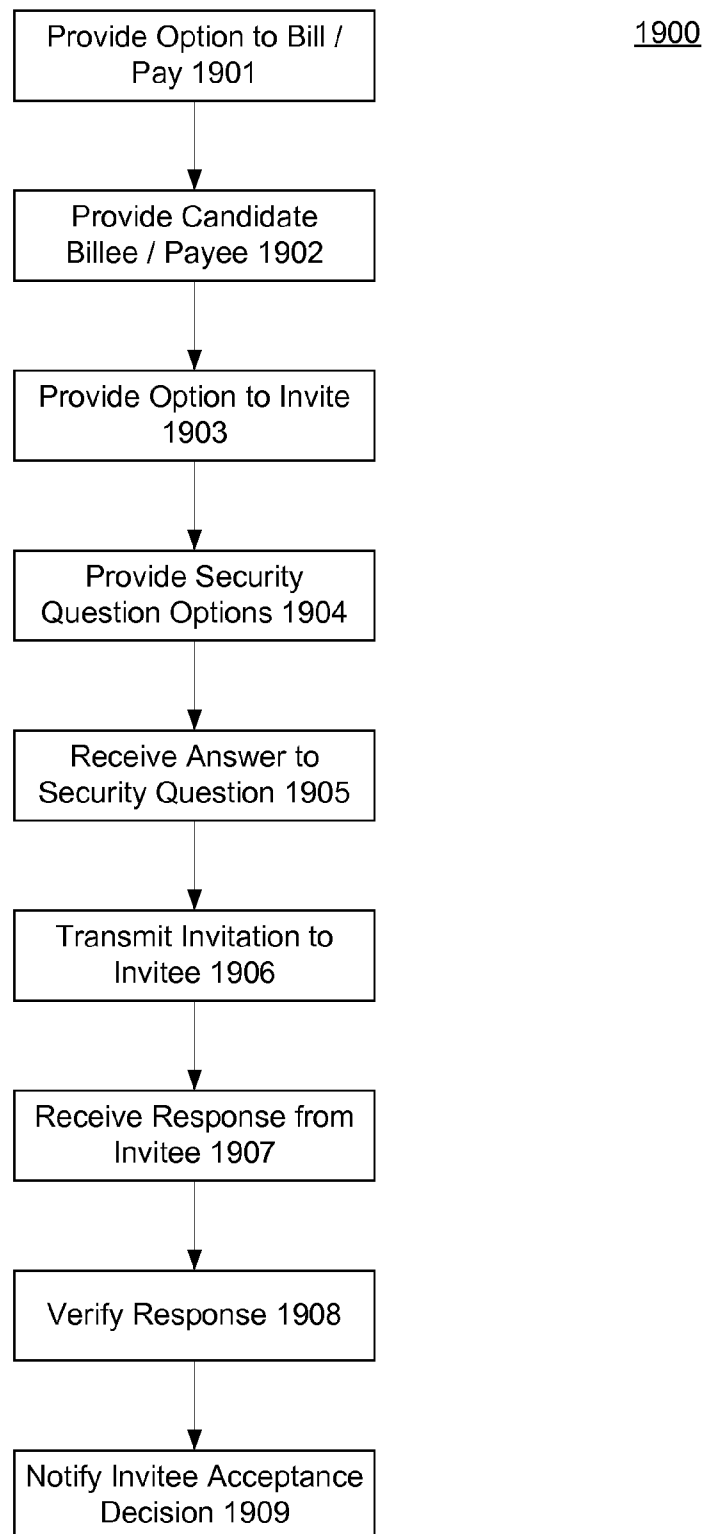 Provide Option to Bill /
Pay 1901
1900
Provide Candidate
Billee / Payee 1902
Provide Option to Invite
1903
Provide Security
Question Options 1904
Receive Answer to
Security Question 1905
Transmit Invitation to
Invitee 1906
Receive Response from
Invitee 1907
Verify Response 1908
Notify Invitee Acceptance
Decision 1909